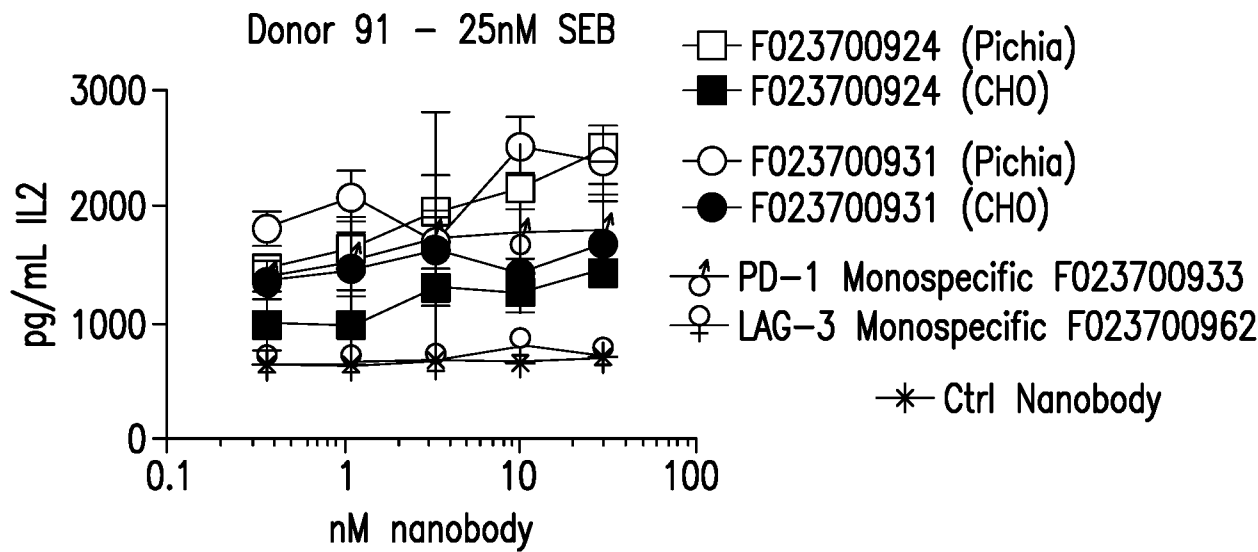 Donor 91 - 25nM SEB
3000
2000
1000
0
pg/mL IL2
0.1
1
10
100
nM nanobody
F023700924 (Pichia)
F023700924 (CHO)
F023700931 (Pichia)
F023700931 (CHO)
PD-1 Monospecific F023700933
LAG-3 Monospecific F023700962
Ctrl Nanobody